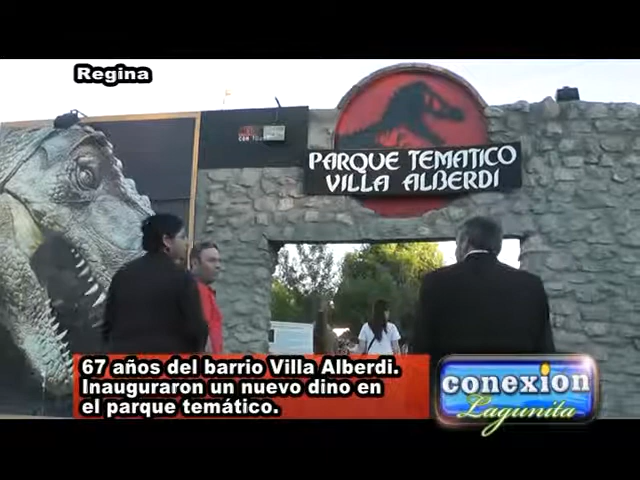 Regina
PARQUE TEMATICO
VILLA ALBERDI
67 años del barrio Villa Alberdi.
Inauguraron un nuevo dino en
el parque temático.
conexion
Lagunita